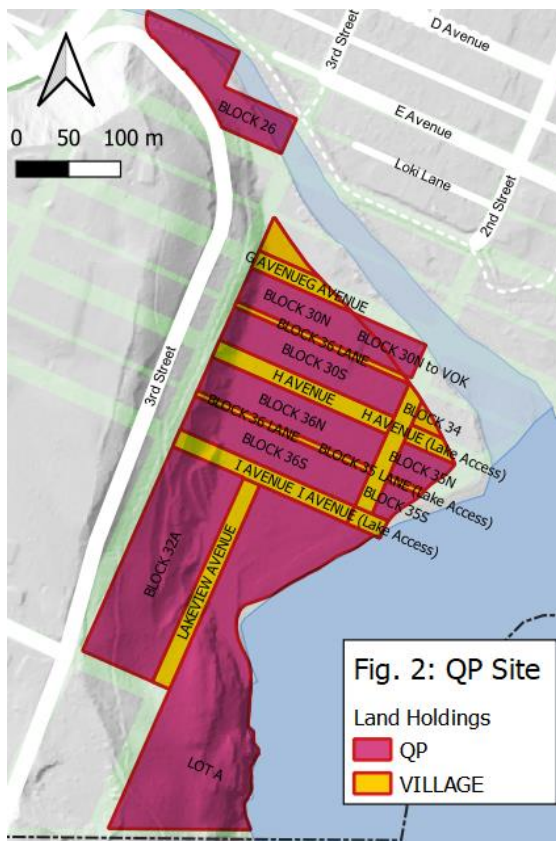 D Avenue
3rd Street
E Avenue
BLOCK 26
0 50 100 m
Loki Lane
2nd Street
G AVENUE
G AVENUE
BLOCK 30N
BLOCK 30N to VOK
BLOCK 36 LANE
BLOCK 30S
3rd Street
H AVENUE
H AVENUE (Lake Access)
BLOCK 34
BLOCK 36N
BLOCK 36 LANE
BLOCK 35 LANE (Lake Access)
BLOCK 35N
BLOCK 36S
BLOCK 35S
I AVENUE
I AVENUE (Lake Access)
BLOCK 32A
LAKEVIEW AVENUE
LOT A
Fig. 2: QP Site
Land Holdings
QP
VILLAGE